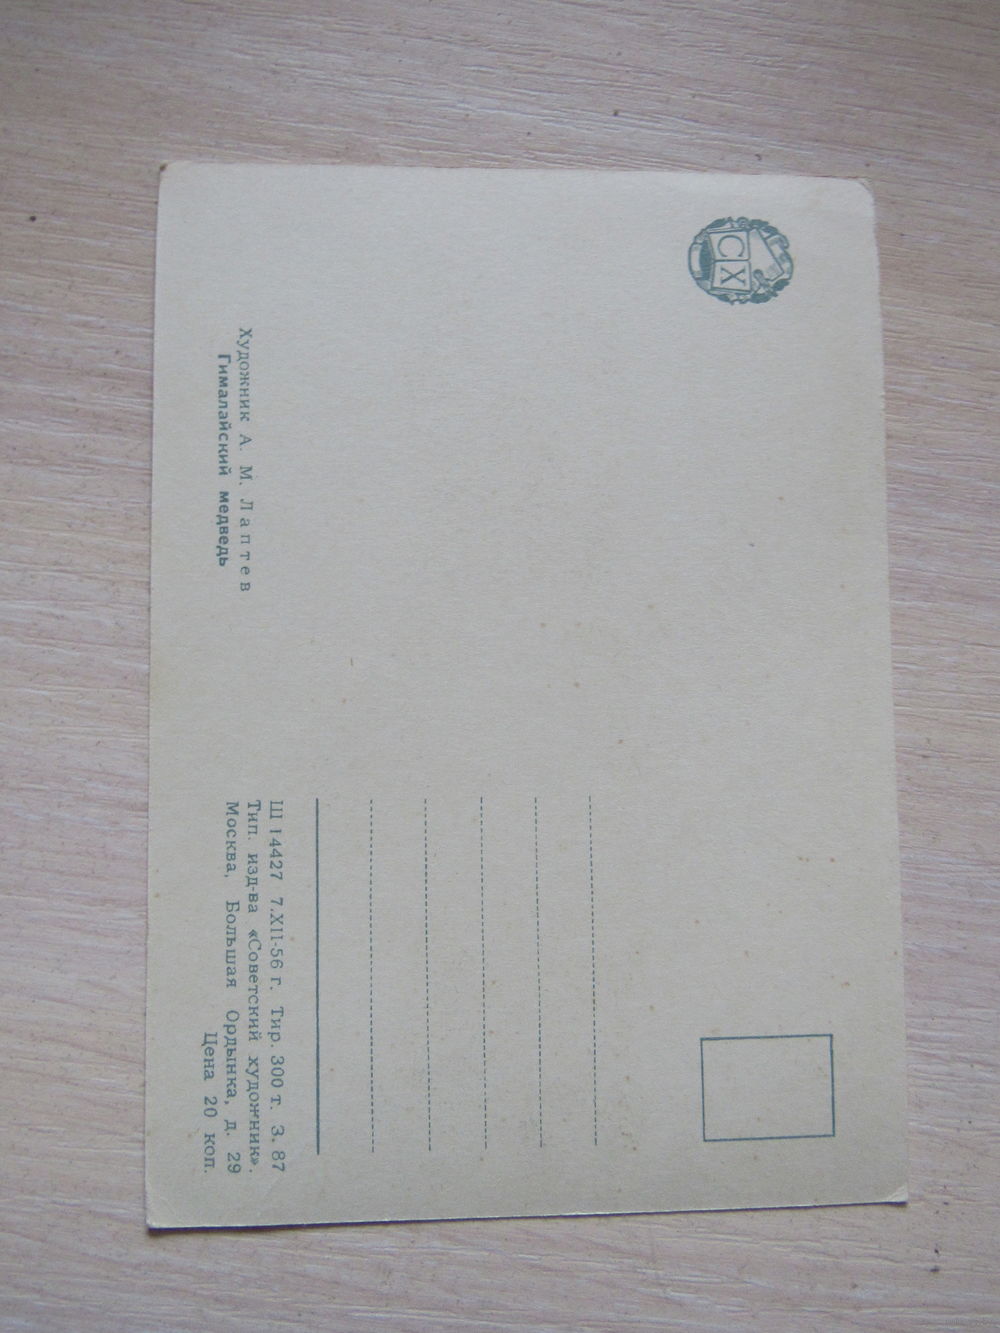 СХ
Художник А. М. Лаптев
Гималайский медведь
Ш 14427 7.XII-56 г. Тир. 300 т. З. 87
Тип. изд-ва «Советский художник».
Москва, Большая Ордынка, д. 29
Цена 20 коп.